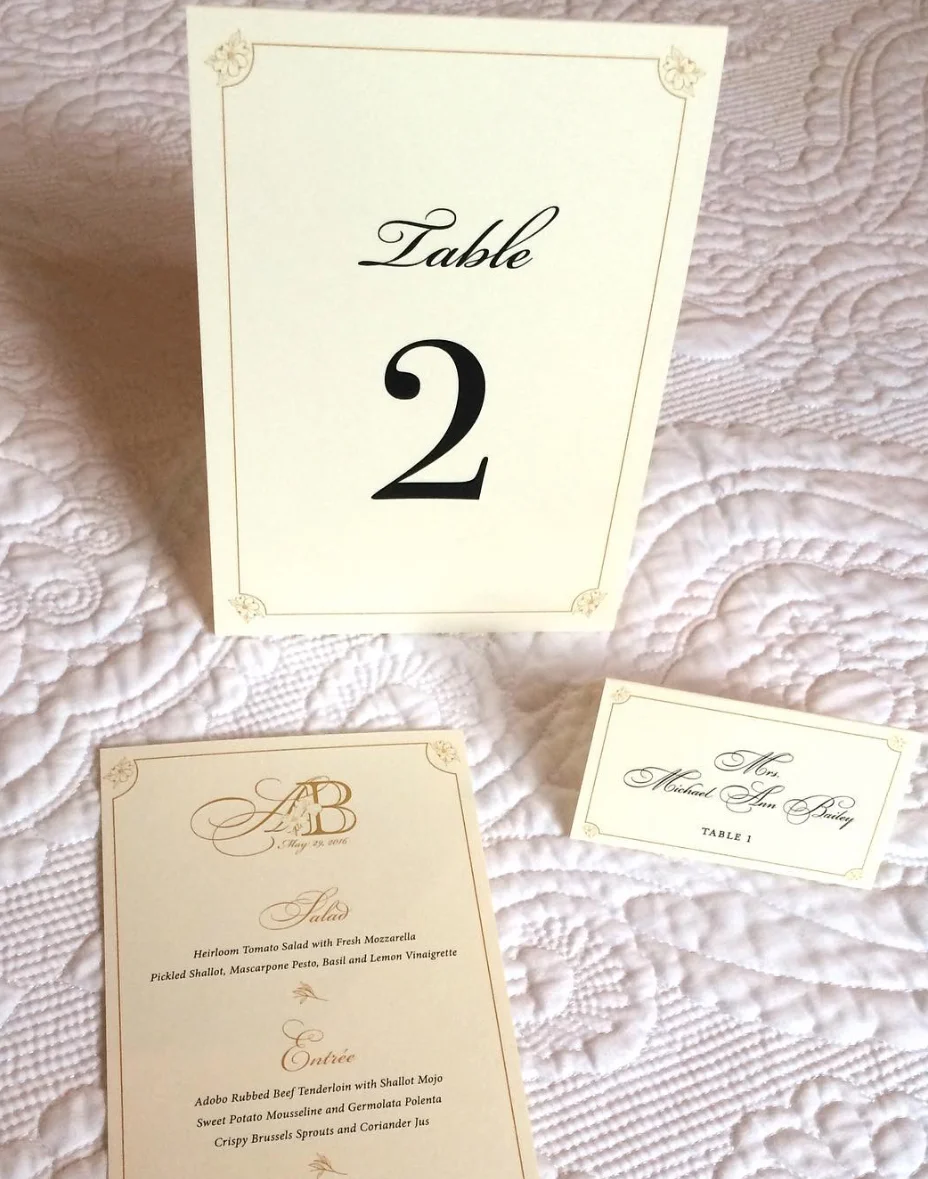 Table
2
AB
May 29, 2016
Salad
Heirloom Tomato Salad with Fresh Mozzarella
Pickled Shallot, Mascarpone Pesto, Basil and Lemon Vinaigrette
Entrée
Adobo Rubbed Beef Tenderloin with Shallot Mojo
Sweet Potato Mousseline and Germolata Polenta
Crispy Brussels Sprouts and Coriander Jus
Mrs.
Michael Ann Bailey
TABLE 1